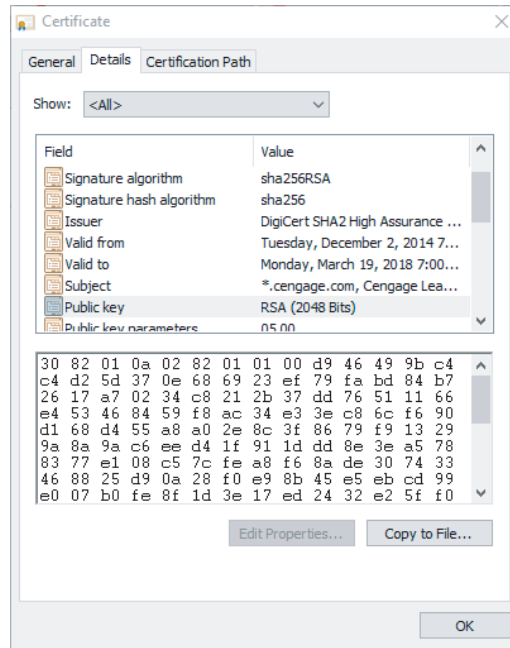 Certificate
General Details Certification Path
Show: <All>
Field Value
Signature algorithm sha256RSA
Signature hash algorithm sha256
Issuer DigiCert SHA2 High Assurance ...
Valid from Tuesday, December 2, 2014 7...
Valid to Monday, March 19, 2018 7:00...
Subject *.cengage.com, Cengage Lea...
Public key RSA (2048 Bits)
Public key parameters 05 00
30 82 01 0a 02 82 01 01 00 d9 46 49 9b c4
c4 d2 5d 37 0e 68 69 23 ef 79 fa bd 84 b7
26 17 a7 02 34 c8 21 2b 37 dd 76 51 11 66
e4 53 46 84 59 f8 ac 34 e3 3e c8 6c f6 90
d1 68 d4 55 a8 a0 2e 8c 3f 86 79 f9 13 29
9a 8a 9a c6 ee d4 1f 91 1d dd 8e 3e a5 78
83 77 e1 08 c5 7c fe a8 f6 8a de 30 74 33
46 88 25 d9 0a 28 f0 e9 8b 45 e5 eb cd 99
e0 07 b0 fe 8f 1d 3e 17 ed 24 32 e2 5f f0
Edit Properties... Copy to File...
OK